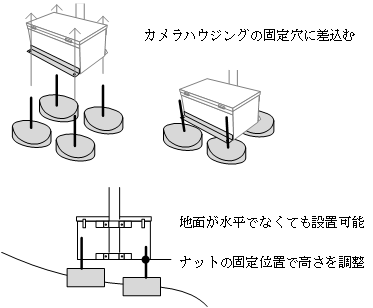 カメラハウジングの固定穴に差込む
地面が水平でなくても設置可能
ナットの固定位置で高さを調整